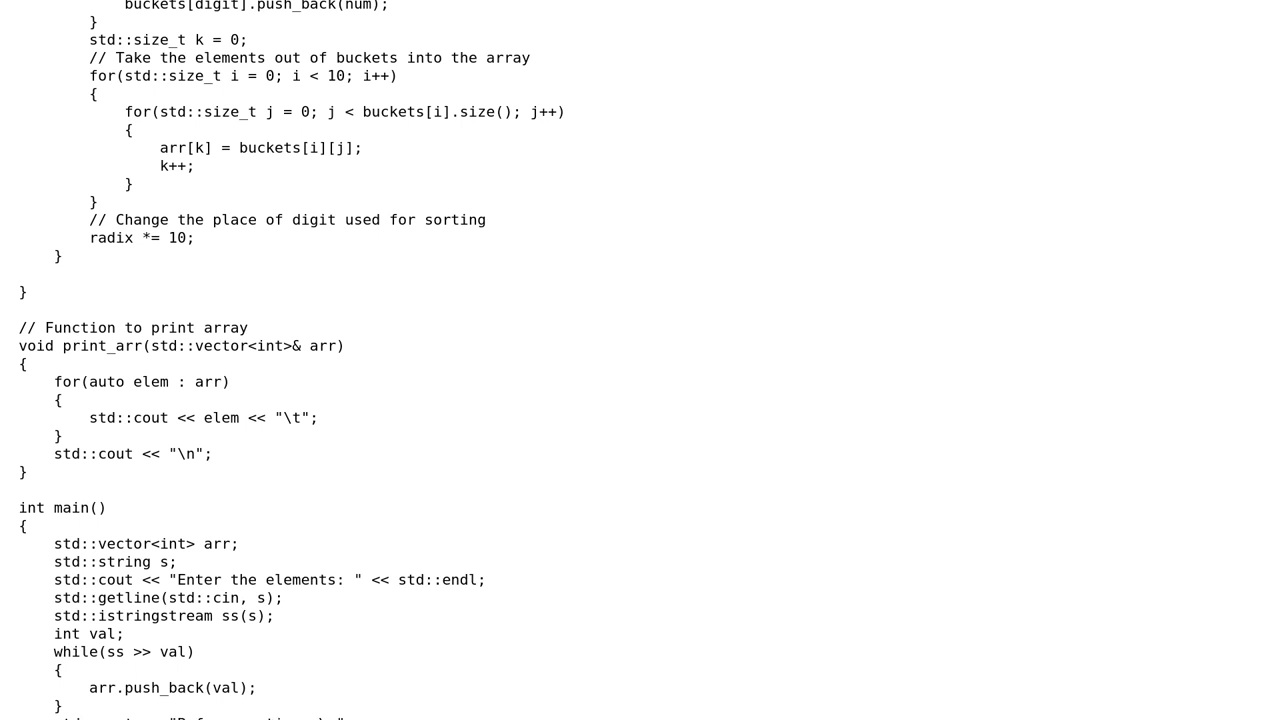 buckets[digit].push_back(num);
        }
        std::size_t k = 0;
        // Take the elements out of buckets into the array
        for(std::size_t i = 0; i < 10; i++)
        {
            for(std::size_t j = 0; j < buckets[i].size(); j++)
            {
                arr[k] = buckets[i][j];
                k++;
            }
        }
        // Change the place of digit used for sorting
        radix *= 10;
    }

}

// Function to print array
void print_arr(std::vector<int>& arr)
{
    for(auto elem : arr)
    {
        std::cout << elem << "\t";
    }
    std::cout << "\n";
}

int main()
{
    std::vector<int> arr;
    std::string s;
    std::cout << "Enter the elements: " << std::endl;
    std::getline(std::cin, s);
    std::istringstream ss(s);
    int val;
    while(ss >> val)
    {
        arr.push_back(val);
    }